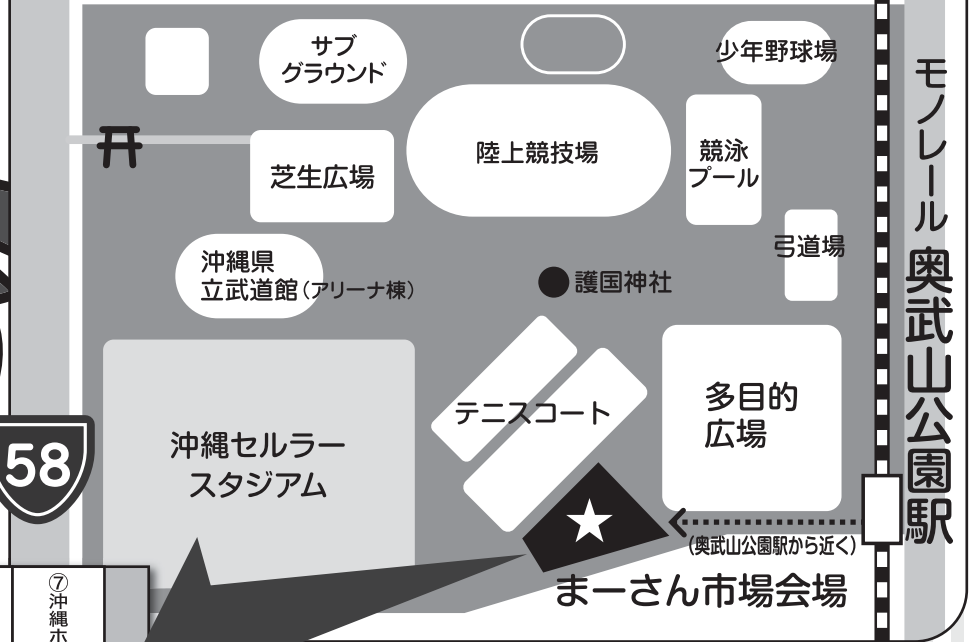 サブ
グラウンド
少年野球場
陸上競技場
競泳
プール
芝生広場
弓道場
沖縄県
立武道館(アリーナ棟)
護国神社
テニスコート
多目的
広場
沖縄セルラー
スタジアム
58
(奥武山公園駅から近く)
まーさん市場会場
モノレール 奥武山公園駅
⑦沖縄ホ